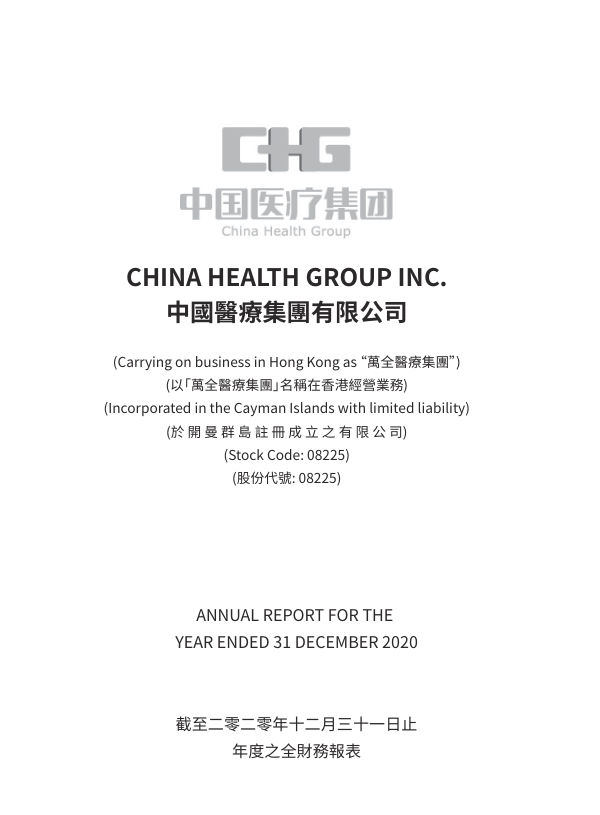 CHG
中国医疗集团
China Health Group
CHINA HEALTH GROUP INC.
中國醫療集團有限公司
(Carrying on business in Hong Kong as “萬全醫療集團”)
(以「萬全醫療集團」名稱在香港經營業務)
(Incorporated in the Cayman Islands with limited liability)
(於開曼群島註冊成立之有限公司)
(Stock Code: 08225)
(股份代號: 08225)
ANNUAL REPORT FOR THE
YEAR ENDED 31 DECEMBER 2020
截至二零二零年十二月三十一日止
年度之全財務報表